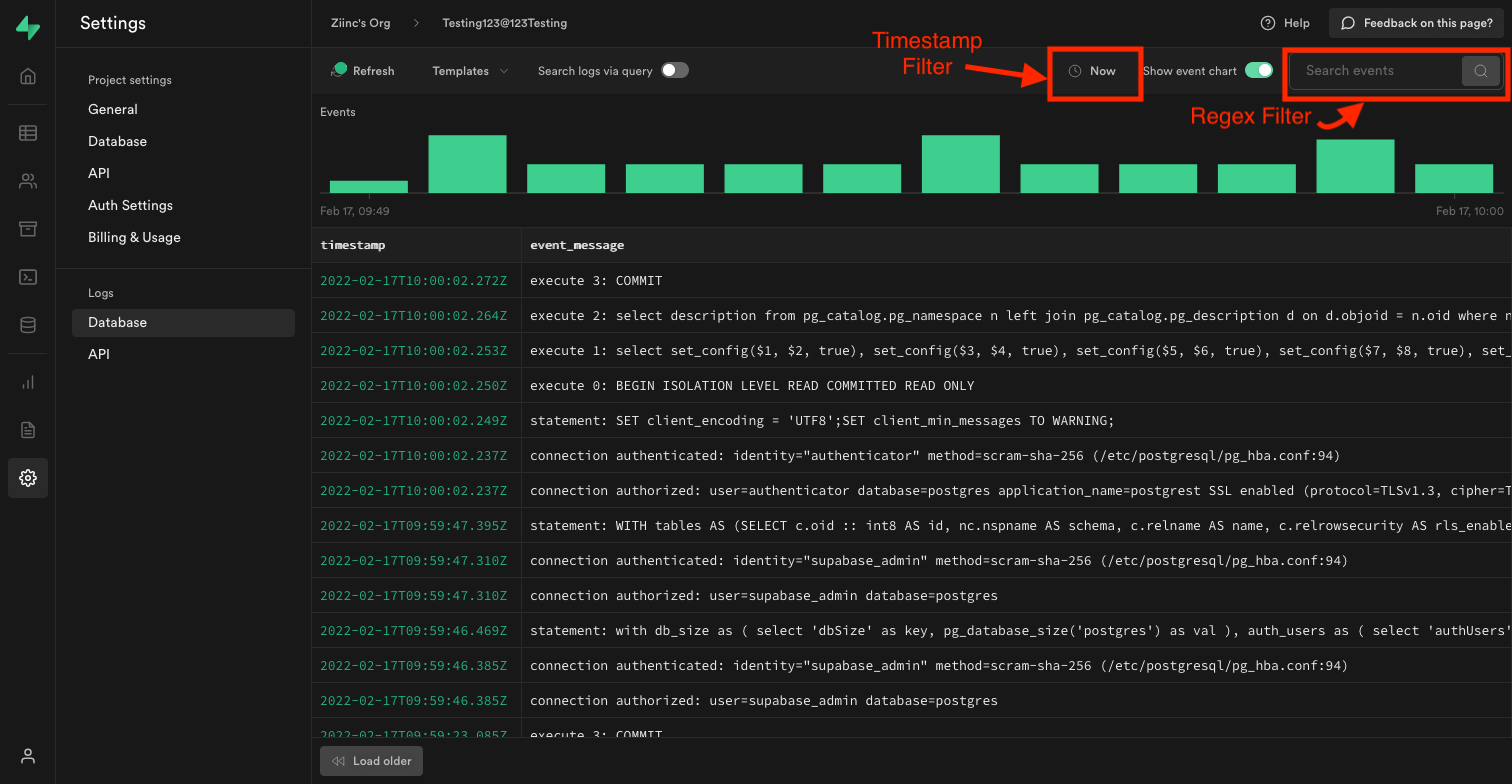 Settings
Project settings
General
Database
API
Auth Settings
Billing & Usage
Logs
Database
API
Ziinc's Org > Testing123@123Testing
Help
Feedback on this page?
Timestamp
Filter
Refresh
Templates
Search logs via query
Now
Show event chart
Search events
Regex Filter
Events
Feb 17, 09:49
Feb 17, 10:00
timestamp event_message
2022-02-17T10:00:02.272Z execute 3: COMMIT
2022-02-17T10:00:02.264Z execute 2: select description from pg_catalog.pg_namespace n left join pg_catalog.pg_description d on d.objoid = n.oid where n
2022-02-17T10:00:02.253Z execute 1: select set_config($1, $2, true), set_config($3, $4, true), set_config($5, $6, true), set_config($7, $8, true), set_
2022-02-17T10:00:02.250Z execute 0: BEGIN ISOLATION LEVEL READ COMMITTED READ ONLY
2022-02-17T10:00:02.249Z statement: SET client_encoding = 'UTF8';SET client_min_messages TO WARNING;
2022-02-17T10:00:02.237Z connection authenticated: identity="authenticator" method=scram-sha-256 (/etc/postgresql/pg_hba.conf:94)
2022-02-17T10:00:02.237Z connection authorized: user=authenticator database=postgres application_name=postgrest SSL enabled (protocol=TLSv1.3, cipher=T
2022-02-17T09:59:47.395Z statement: WITH tables AS (SELECT c.oid :: int8 AS id, nc.nspname AS schema, c.relname AS name, c.relrowsecurity AS rls_enable
2022-02-17T09:59:47.310Z connection authenticated: identity="supabase_admin" method=scram-sha-256 (/etc/postgresql/pg_hba.conf:94)
2022-02-17T09:59:47.310Z connection authorized: user=supabase_admin database=postgres
2022-02-17T09:59:46.469Z statement: with db_size as ( select 'dbSize' as key, pg_database_size('postgres') as val ), auth_users as ( select 'authUsers'
2022-02-17T09:59:46.385Z connection authenticated: identity="supabase_admin" method=scram-sha-256 (/etc/postgresql/pg_hba.conf:94)
2022-02-17T09:59:46.385Z connection authorized: user=supabase_admin database=postgres
2022-02-17T09:59:23.085Z execute 3: COMMIT
Load older